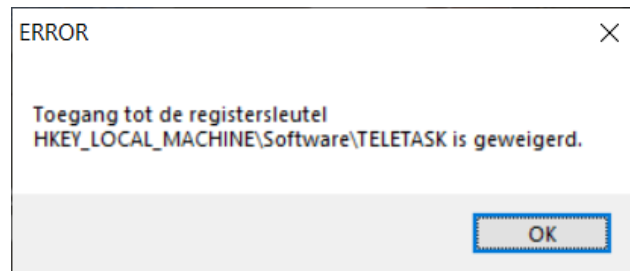 ERROR
Toegang tot de registersleutel
HKEY_LOCAL_MACHINE\Software\TELETASK is geweigerd.
OK